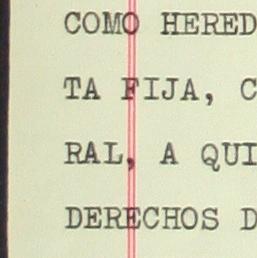 COMO HERED
TA FIJA, C
RAL, A QUI
DERECHOS D